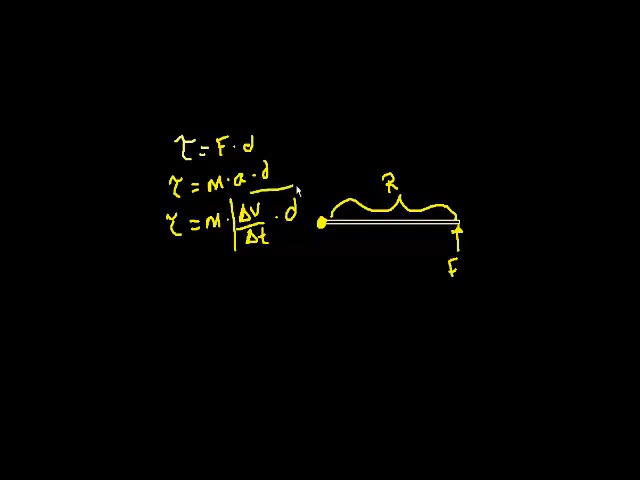 τ = F · d
τ = M · a · d
τ = M · ΔV/Δt · d
R
F